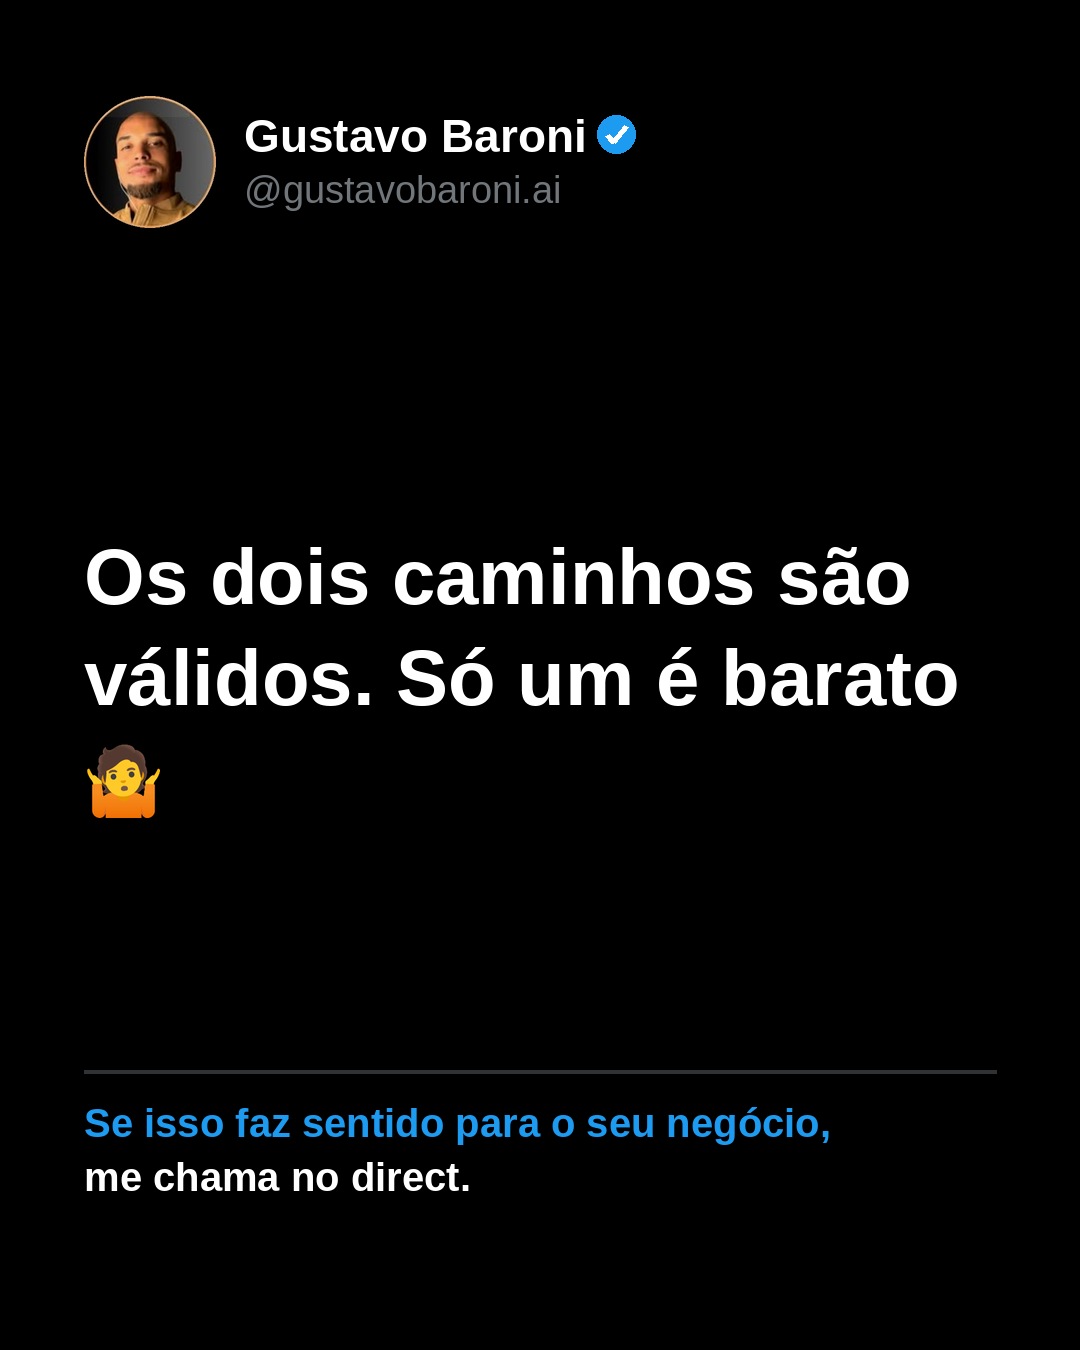 Gustavo Baroni
@gustavobaroni.ai
Os dois caminhos são
válidos. Só um é barato
🤷
Se isso faz sentido para o seu negócio,
me chama no direct.